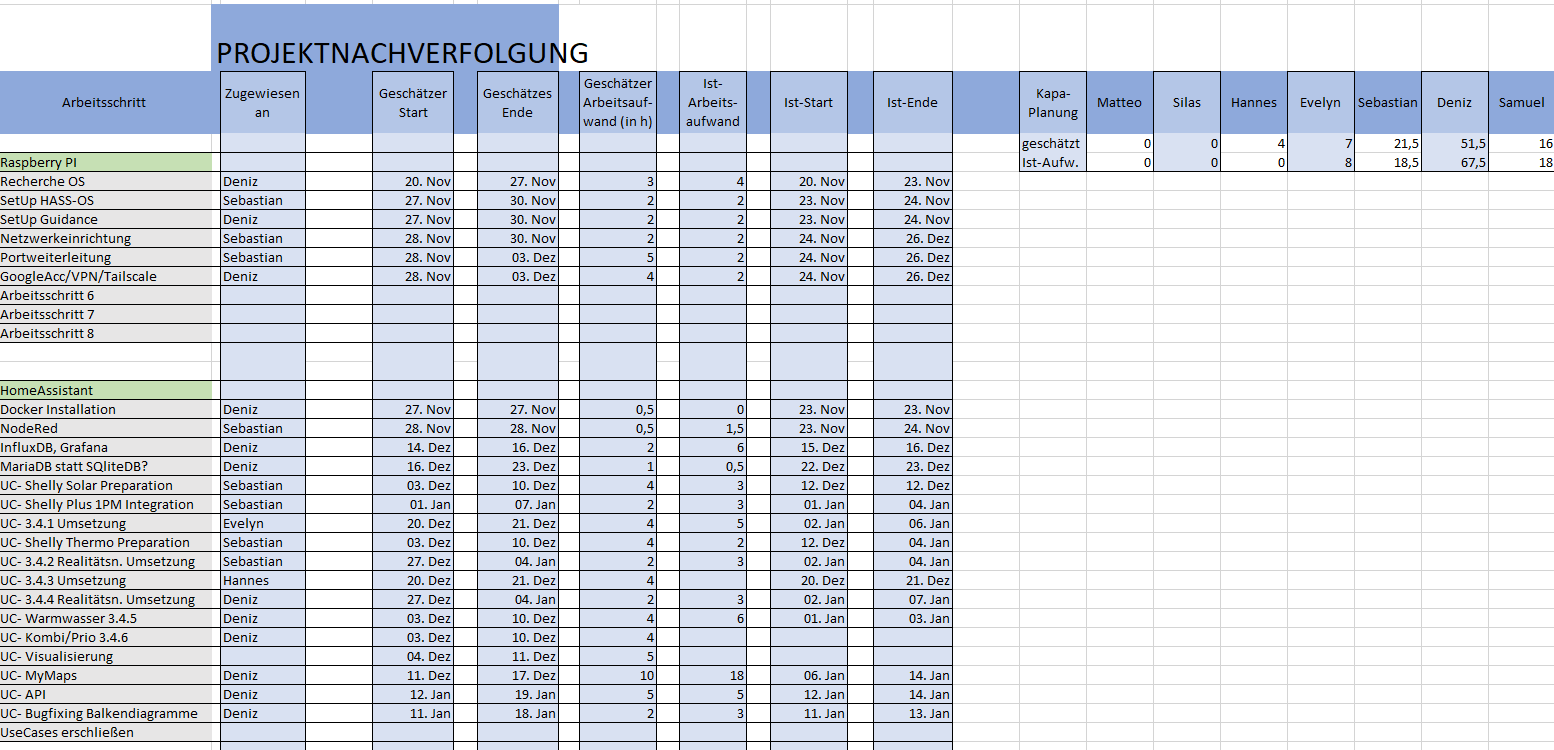 PROJEKTNACHVERFOLGUNG
Arbeitsschritt Zugewiesen an Geschätzer Start Geschätzes Ende Geschätzer Arbeitsauf-wand (in h) Ist-Arbeits-aufwand Ist-Start Ist-Ende Kapa-Planung Matteo Silas Hannes Evelyn Sebastian Deniz Samuel
geschätzt 0 0 4 7 21,5 51,5 16
Raspberry PI Ist-Aufw. 0 0 0 8 18,5 67,5 18
Recherche OS Deniz 20. Nov 27. Nov 3 4 20. Nov 23. Nov
SetUp HASS-OS Sebastian 27. Nov 30. Nov 2 2 23. Nov 24. Nov
SetUp Guidance Deniz 27. Nov 30. Nov 2 2 23. Nov 24. Nov
Netzwerkeinrichtung Sebastian 28. Nov 30. Nov 2 2 24. Nov 26. Dez
Portweiterleitung Sebastian 28. Nov 03. Dez 5 2 24. Nov 26. Dez
GoogleAcc/VPN/Tailscale Deniz 28. Nov 03. Dez 4 2 24. Nov 26. Dez
Arbeitsschritt 6
Arbeitsschritt 7
Arbeitsschritt 8
HomeAssistant
Docker Installation Deniz 27. Nov 27. Nov 0,5 0 23. Nov 23. Nov
NodeRed Sebastian 28. Nov 28. Nov 0,5 1,5 23. Nov 24. Nov
InfluxDB, Grafana Deniz 14. Dez 16. Dez 2 6 15. Dez 16. Dez
MariaDB statt SQliteDB? Deniz 16. Dez 23. Dez 1 0,5 22. Dez 23. Dez
UC- Shelly Solar Preparation Sebastian 03. Dez 10. Dez 4 3 12. Dez 12. Dez
UC- Shelly Plus 1PM Integration Sebastian 01. Jan 07. Jan 2 3 01. Jan 04. Jan
UC- 3.4.1 Umsetzung Evelyn 20. Dez 21. Dez 4 5 02. Jan 06. Jan
UC- Shelly Thermo Preparation Sebastian 03. Dez 10. Dez 4 2 12. Dez 04. Jan
UC- 3.4.2 Realitätsn. Umsetzung Sebastian 27. Dez 04. Jan 2 3 02. Jan 04. Jan
UC- 3.4.3 Umsetzung Hannes 20. Dez 21. Dez 4 20. Dez 21. Dez
UC- 3.4.4 Realitätsn. Umsetzung Deniz 27. Dez 04. Jan 2 3 02. Jan 07. Jan
UC- Warmwasser 3.4.5 Deniz 03. Dez 10. Dez 4 6 01. Jan 03. Jan
UC- Kombi/Prio 3.4.6 Deniz 03. Dez 10. Dez 4
UC- Visualisierung 04. Dez 11. Dez 5
UC- MyMaps Deniz 11. Dez 17. Dez 10 18 06. Jan 14. Jan
UC- API Deniz 12. Jan 19. Jan 5 5 12. Jan 14. Jan
UC- Bugfixing Balkendiagramme Deniz 11. Jan 18. Jan 2 3 11. Jan 13. Jan
UseCases erschließen